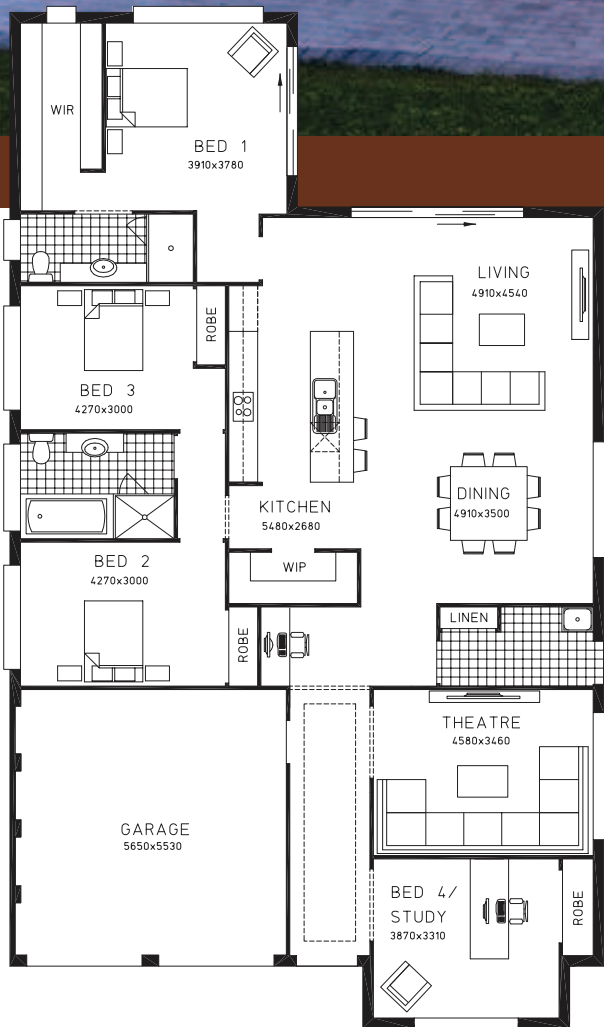 WIR
BED 1
3910x3780
LIVING
4910x4540
ROBE
BED 3
4270x3000
DINING
4910x3500
KITCHEN
5480x2680
BED 2
4270x3000
WIP
LINEN
ROBE
THEATRE
4580x3460
GARAGE
5650x5530
BED 4/
STUDY
3870x3310
ROBE